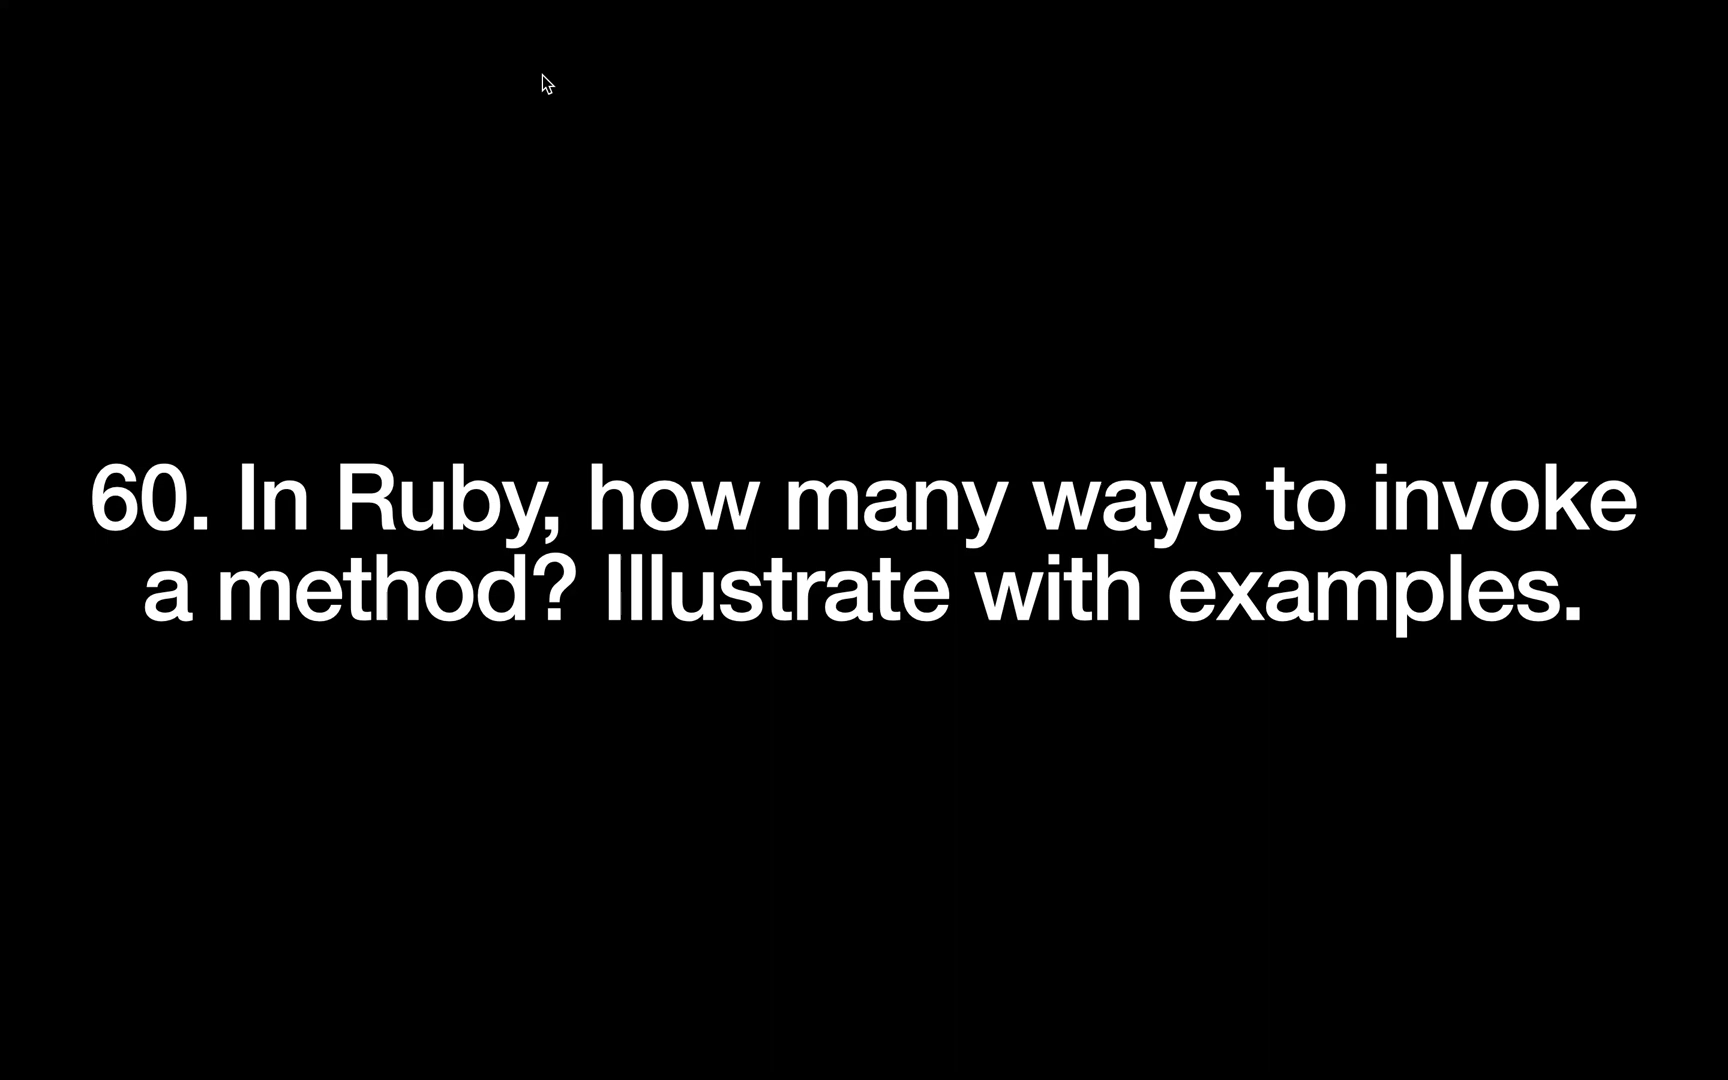 60. In Ruby, how many ways to invoke
a method? Illustrate with examples.